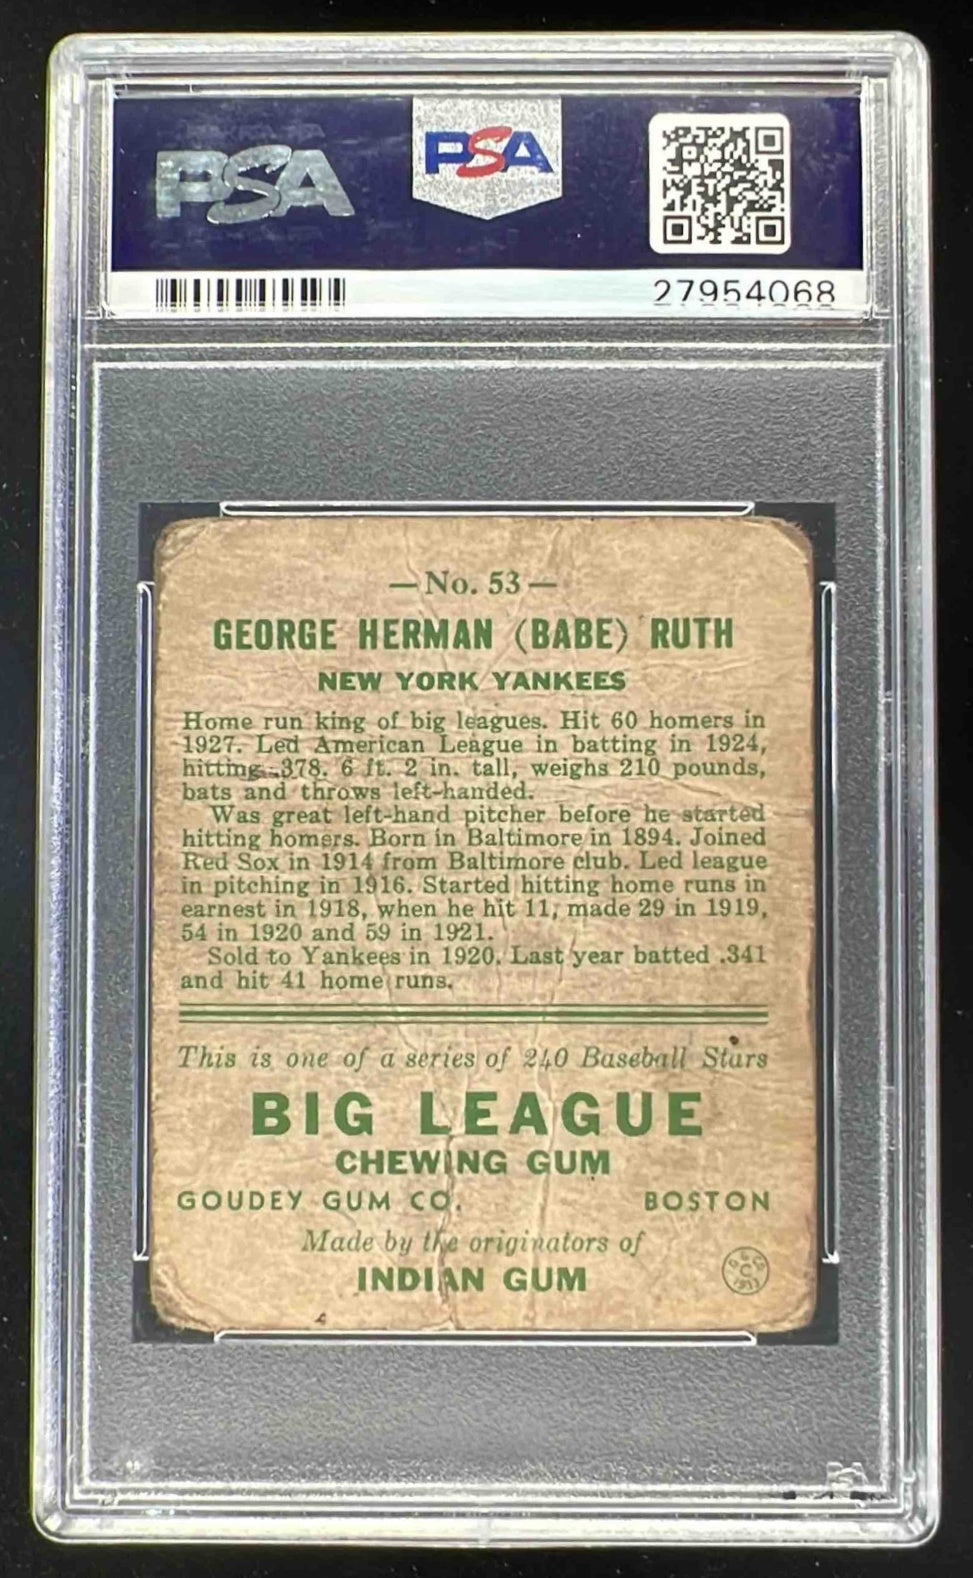 PSA
PSA
27954068
—No. 53—
GEORGE HERMAN (BABE) RUTH
NEW YORK YANKEES
Home run king of big leagues. Hit 60 homers in
1927. Led American League in batting in 1924,
hitting .378. 6 ft. 2 in. tall, weighs 210 pounds,
bats and throws left-handed.
Was great left-hand pitcher before he started
hitting homers. Born in Baltimore in 1894. Joined
Red Sox in 1914 from Baltimore club. Led league
in pitching in 1916. Started hitting home runs in
earnest in 1918, when he hit 11, made 29 in 1919,
54 in 1920 and 59 in 1921.
Sold to Yankees in 1920. Last year batted .341
and hit 41 home runs.
This is one of a series of 240 Baseball Stars
BIG LEAGUE
CHEWING GUM
GOUDEY GUM CO. BOSTON
Made by the originators of
INDIAN GUM
G. G. CO.
C
1933